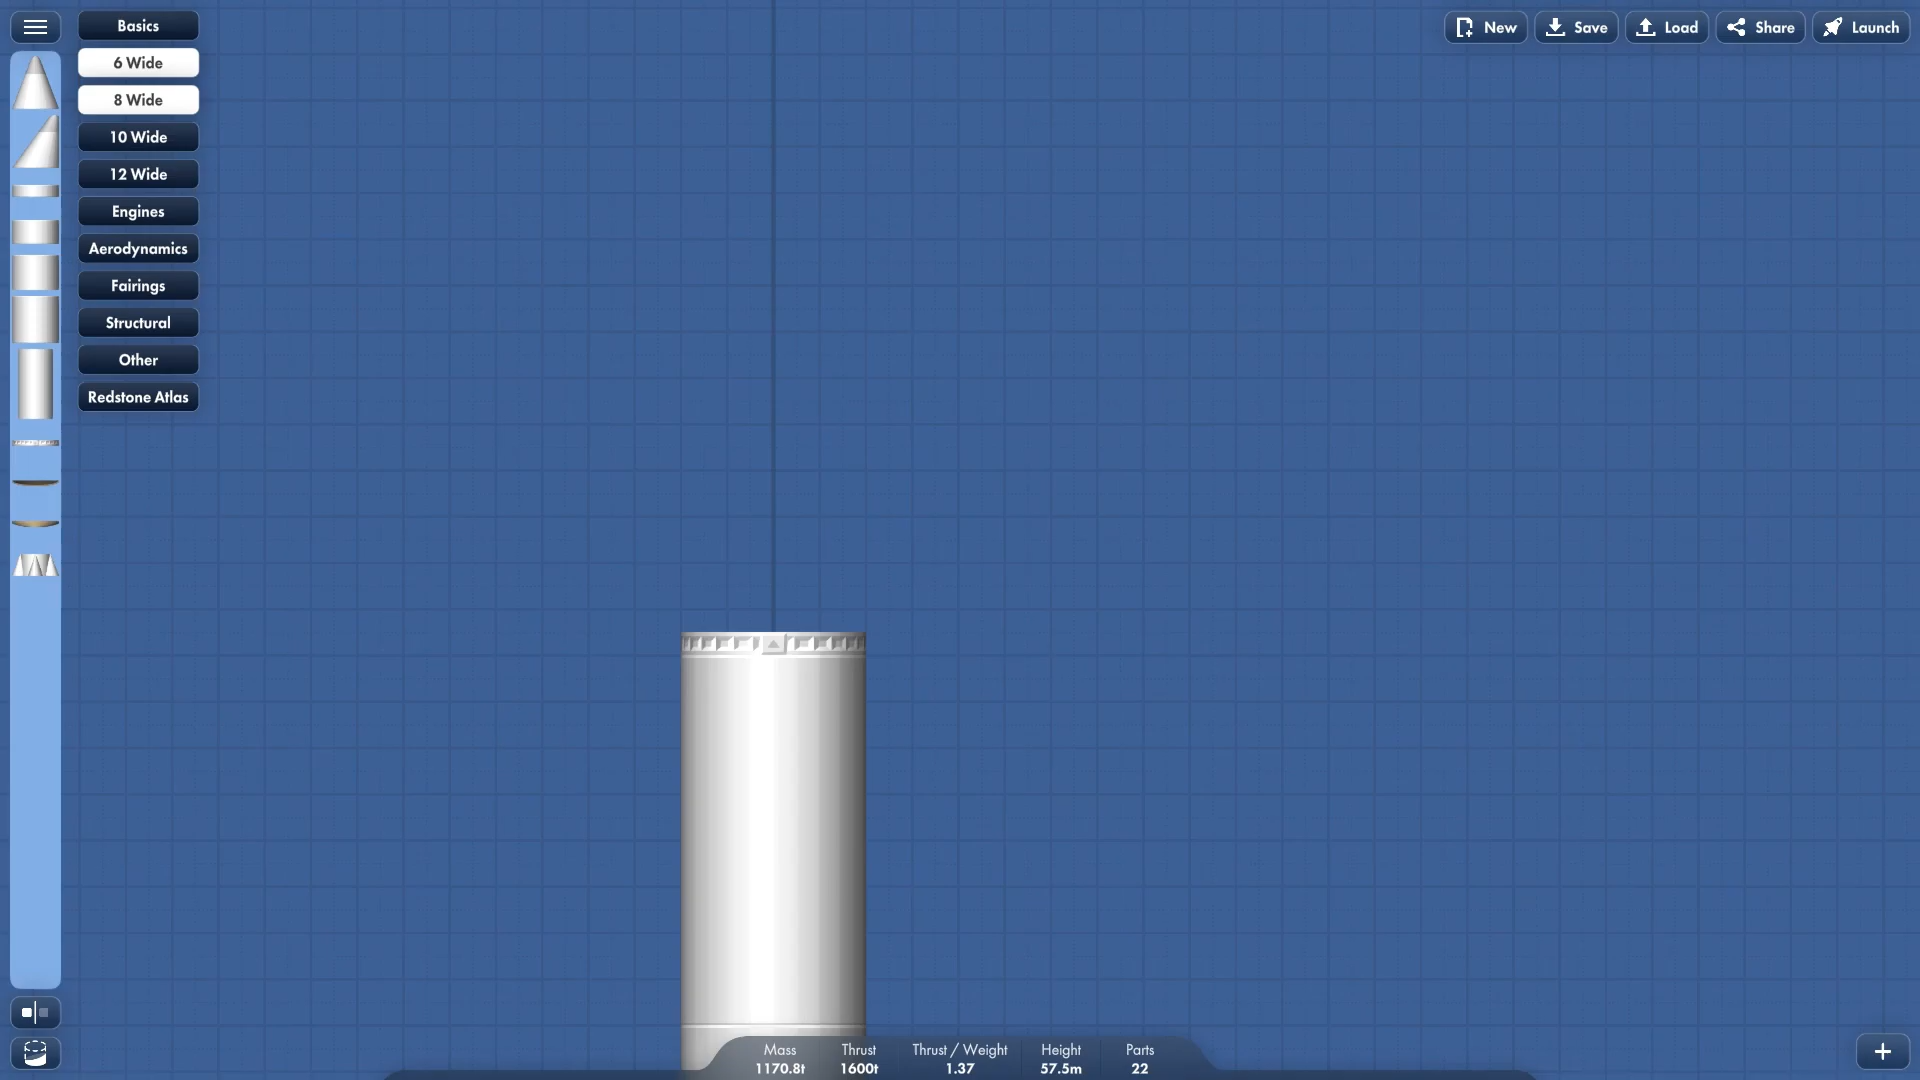 Basics
6 Wide
8 Wide
10 Wide
12 Wide
Engines
Aerodynamics
Fairings
Structural
Other
Redstone Atlas
New
Save
Load
Share
Launch
Mass Thrust Thrust / Weight Height Parts
1170.8t 1600t 1.37 57.5m 22